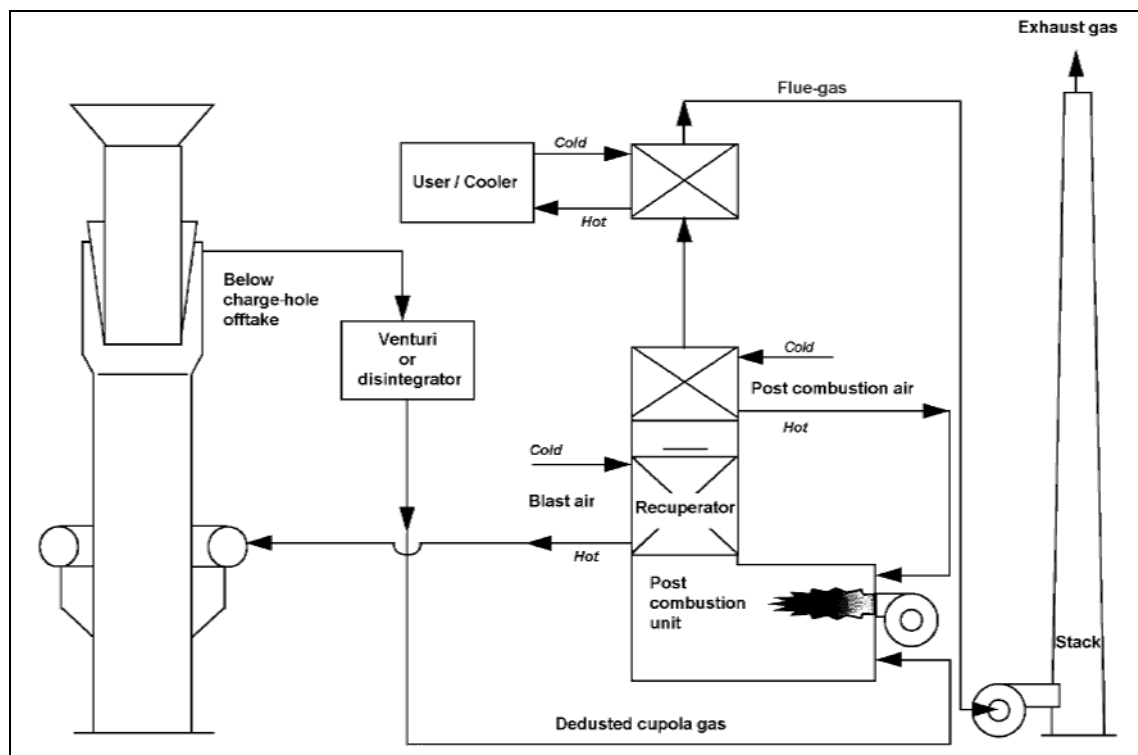 Exhaust gas
Flue-gas
Cold
User / Cooler
Hot
Below
charge-hole
offtake
Venturi
or
disintegrator
Cold
Post combustion air
Hot
Cold
Blast air
Recuperator
Hot
Post
combustion
unit
Stack
Dedusted cupola gas